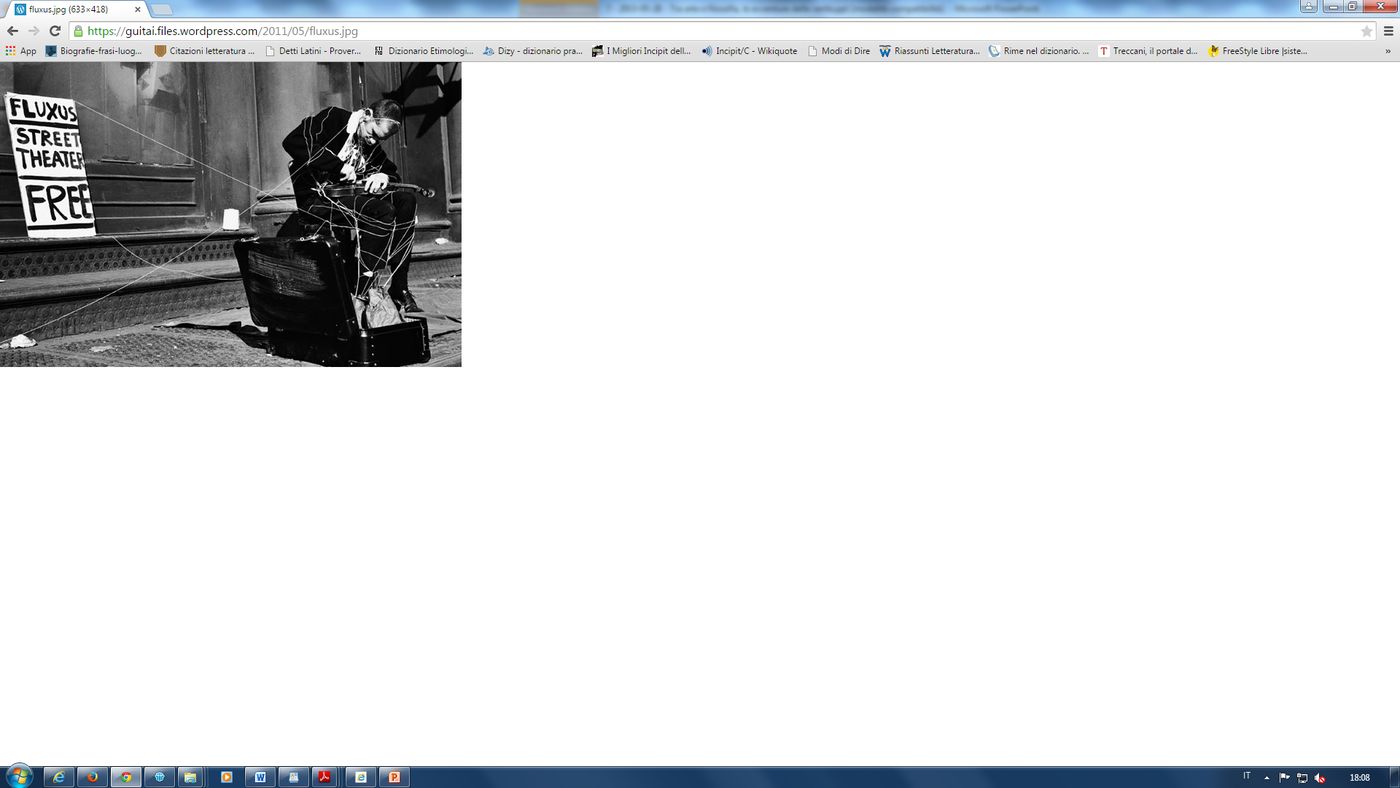 fluxus.jpg (633×418)
https://guitai.files.wordpress.com/2011/05/fluxus.jpg
App
Biografie-frasi-luog...
Citazioni letteratura ...
Detti Latini - Prover...
Dizionario Etimologi...
Dizy - dizionario pra...
I Migliori Incipit dell...
Incipit/C - Wikiquote
Modi di Dire
Riassunti Letteratura...
Rime nel dizionario. ...
Treccani, il portale d...
FreeStyle Libre |siste...
»
FLUXUS
STREET
THEATER
FREE
IT
18:08